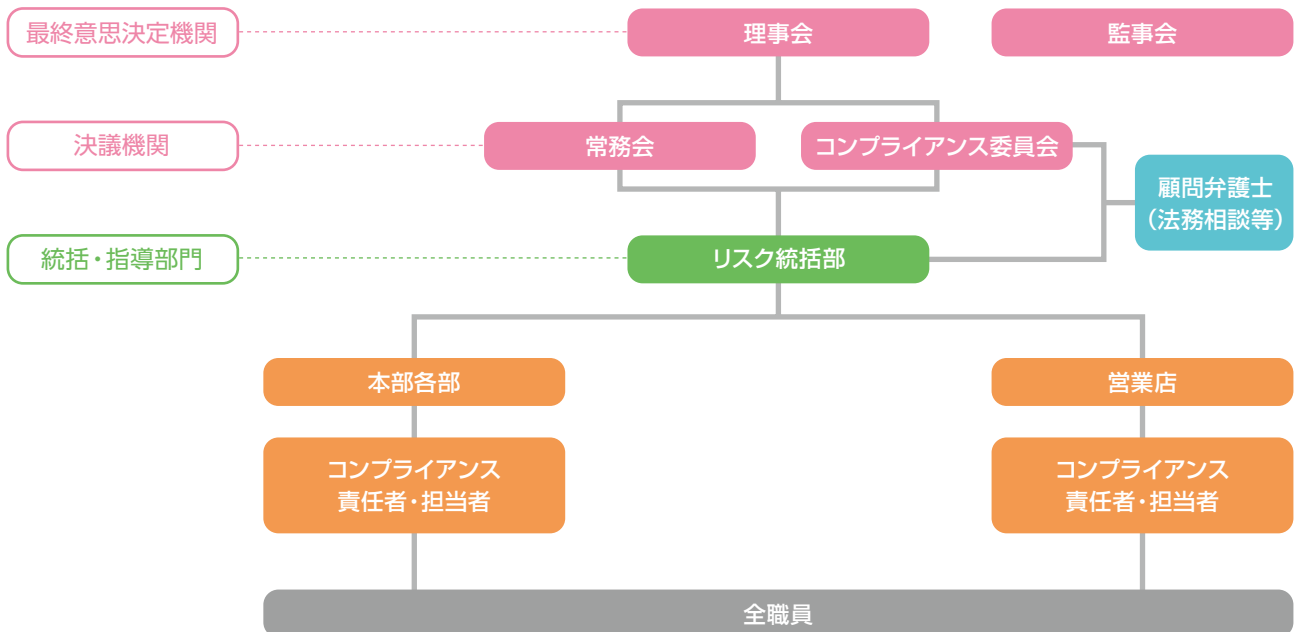 最終意思決定機関
理事会
監事会
決議機関
常務会
コンプライアンス委員会
顧問弁護士
(法務相談等)
統括・指導部門
リスク統括部
本部各部
営業店
コンプライアンス
責任者・担当者
コンプライアンス
責任者・担当者
全職員